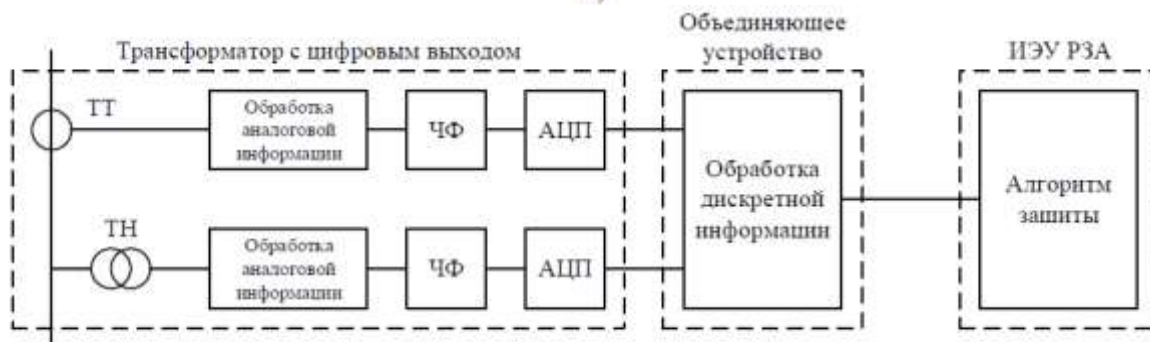 Объединяющее
Трансформатор с цифровым выходом
устройство
ИЭУ РЗА
ТТ
Обработка
аналоговой
информации
ЧФ
АЦП
Обработка
дискретной
информации
Алгоритм
зашиты
ТН
Обработка
аналоговой
информации
ЧФ
АЦП